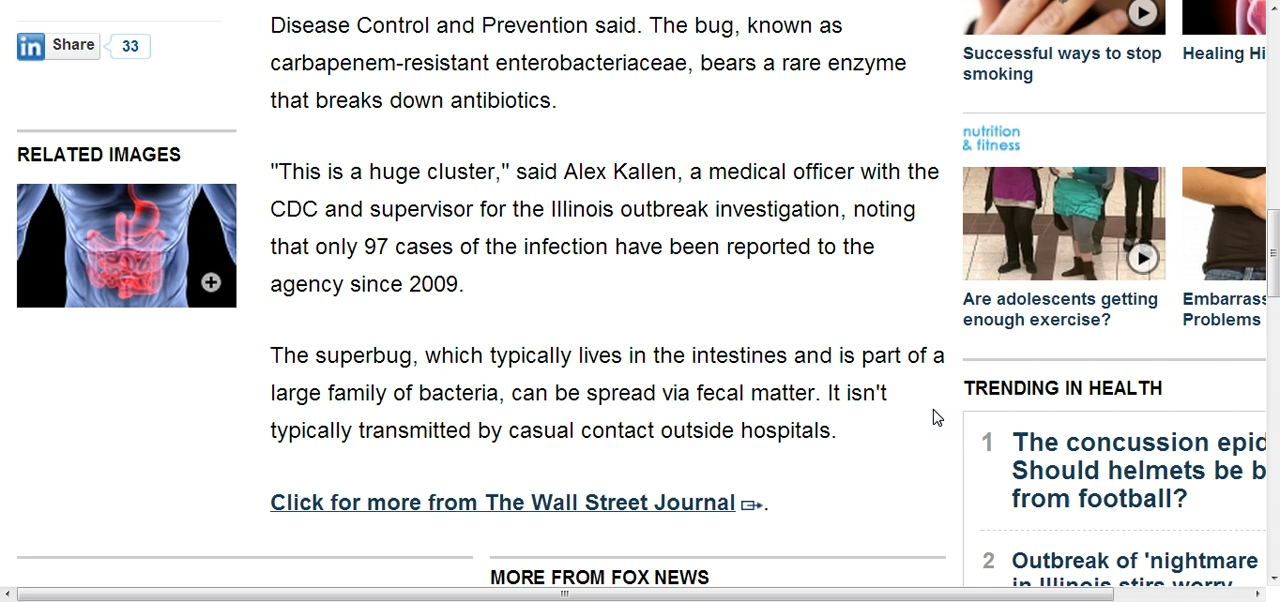 Share 33
RELATED IMAGES
Disease Control and Prevention said. The bug, known as
carbapenem-resistant enterobacteriaceae, bears a rare enzyme
that breaks down antibiotics.
"This is a huge cluster," said Alex Kallen, a medical officer with the
CDC and supervisor for the Illinois outbreak investigation, noting
that only 97 cases of the infection have been reported to the
agency since 2009.
The superbug, which typically lives in the intestines and is part of a
large family of bacteria, can be spread via fecal matter. It isn't
typically transmitted by casual contact outside hospitals.
Click for more from The Wall Street Journal.
MORE FROM FOX NEWS
Successful ways to stop
smoking
Healing Hi
nutrition
& fitness
Are adolescents getting
enough exercise?
Embarrass
Problems
TRENDING IN HEALTH
1 The concussion epid
Should helmets be b
from football?
2 Outbreak of 'nightmare
in Illinois stirs worry